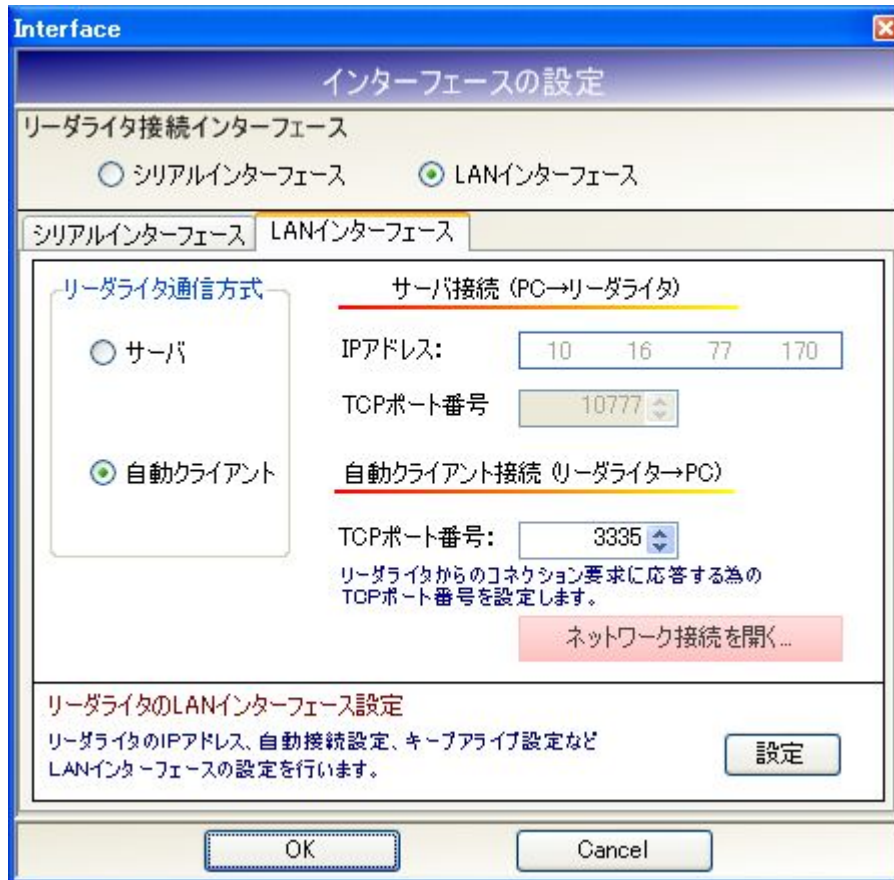 Interface
インターフェースの設定
リーダライタ接続インターフェース
シリアルインターフェース
LANインターフェース
シリアルインターフェース
LANインターフェース
リーダライタ通信方式
サーバ
自動クライアント
サーバ接続 (PC→リーダライタ)
IPアドレス:
10 16 77 170
TCPポート番号
10777
自動クライアント接続 (リーダライタ→PC)
TCPポート番号:
3335
リーダライタからのコネクション要求に応答する為の
TCPポート番号を設定します。
ネットワーク接続を開く...
リーダライタのLANインターフェース設定
リーダライタのIPアドレス、自動接続設定、キープアライブ設定など
LANインターフェースの設定を行います。
設定
OK
Cancel